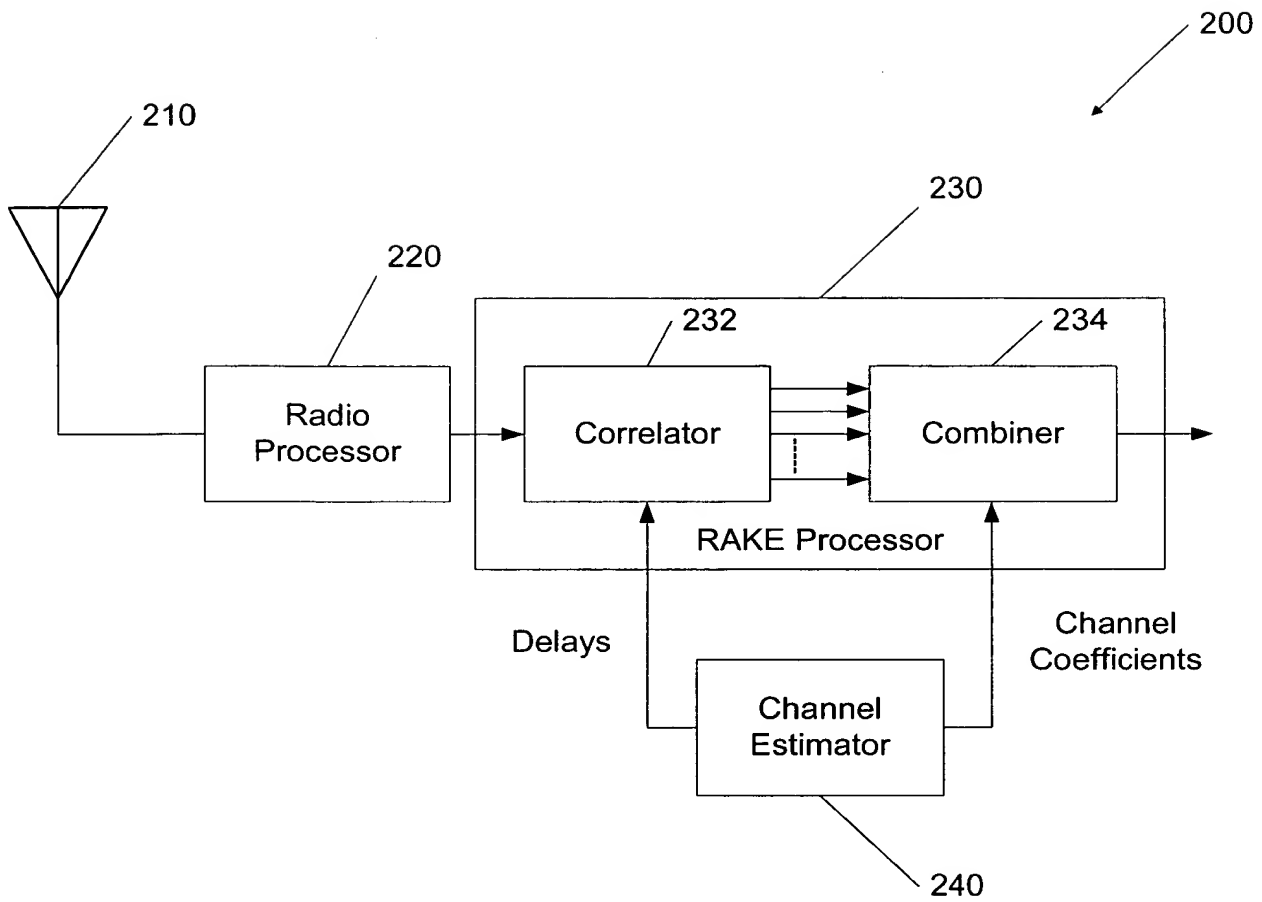 200
210
230
220
232
234
Radio
Processor
Correlator
Combiner
RAKE Processor
Delays
Channel
Coefficients
Channel
Estimator
240